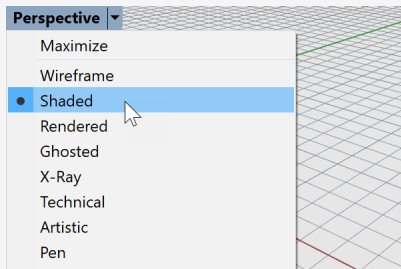 Perspective
Maximize
Wireframe
Shaded
Rendered
Ghosted
X-Ray
Technical
Artistic
Pen